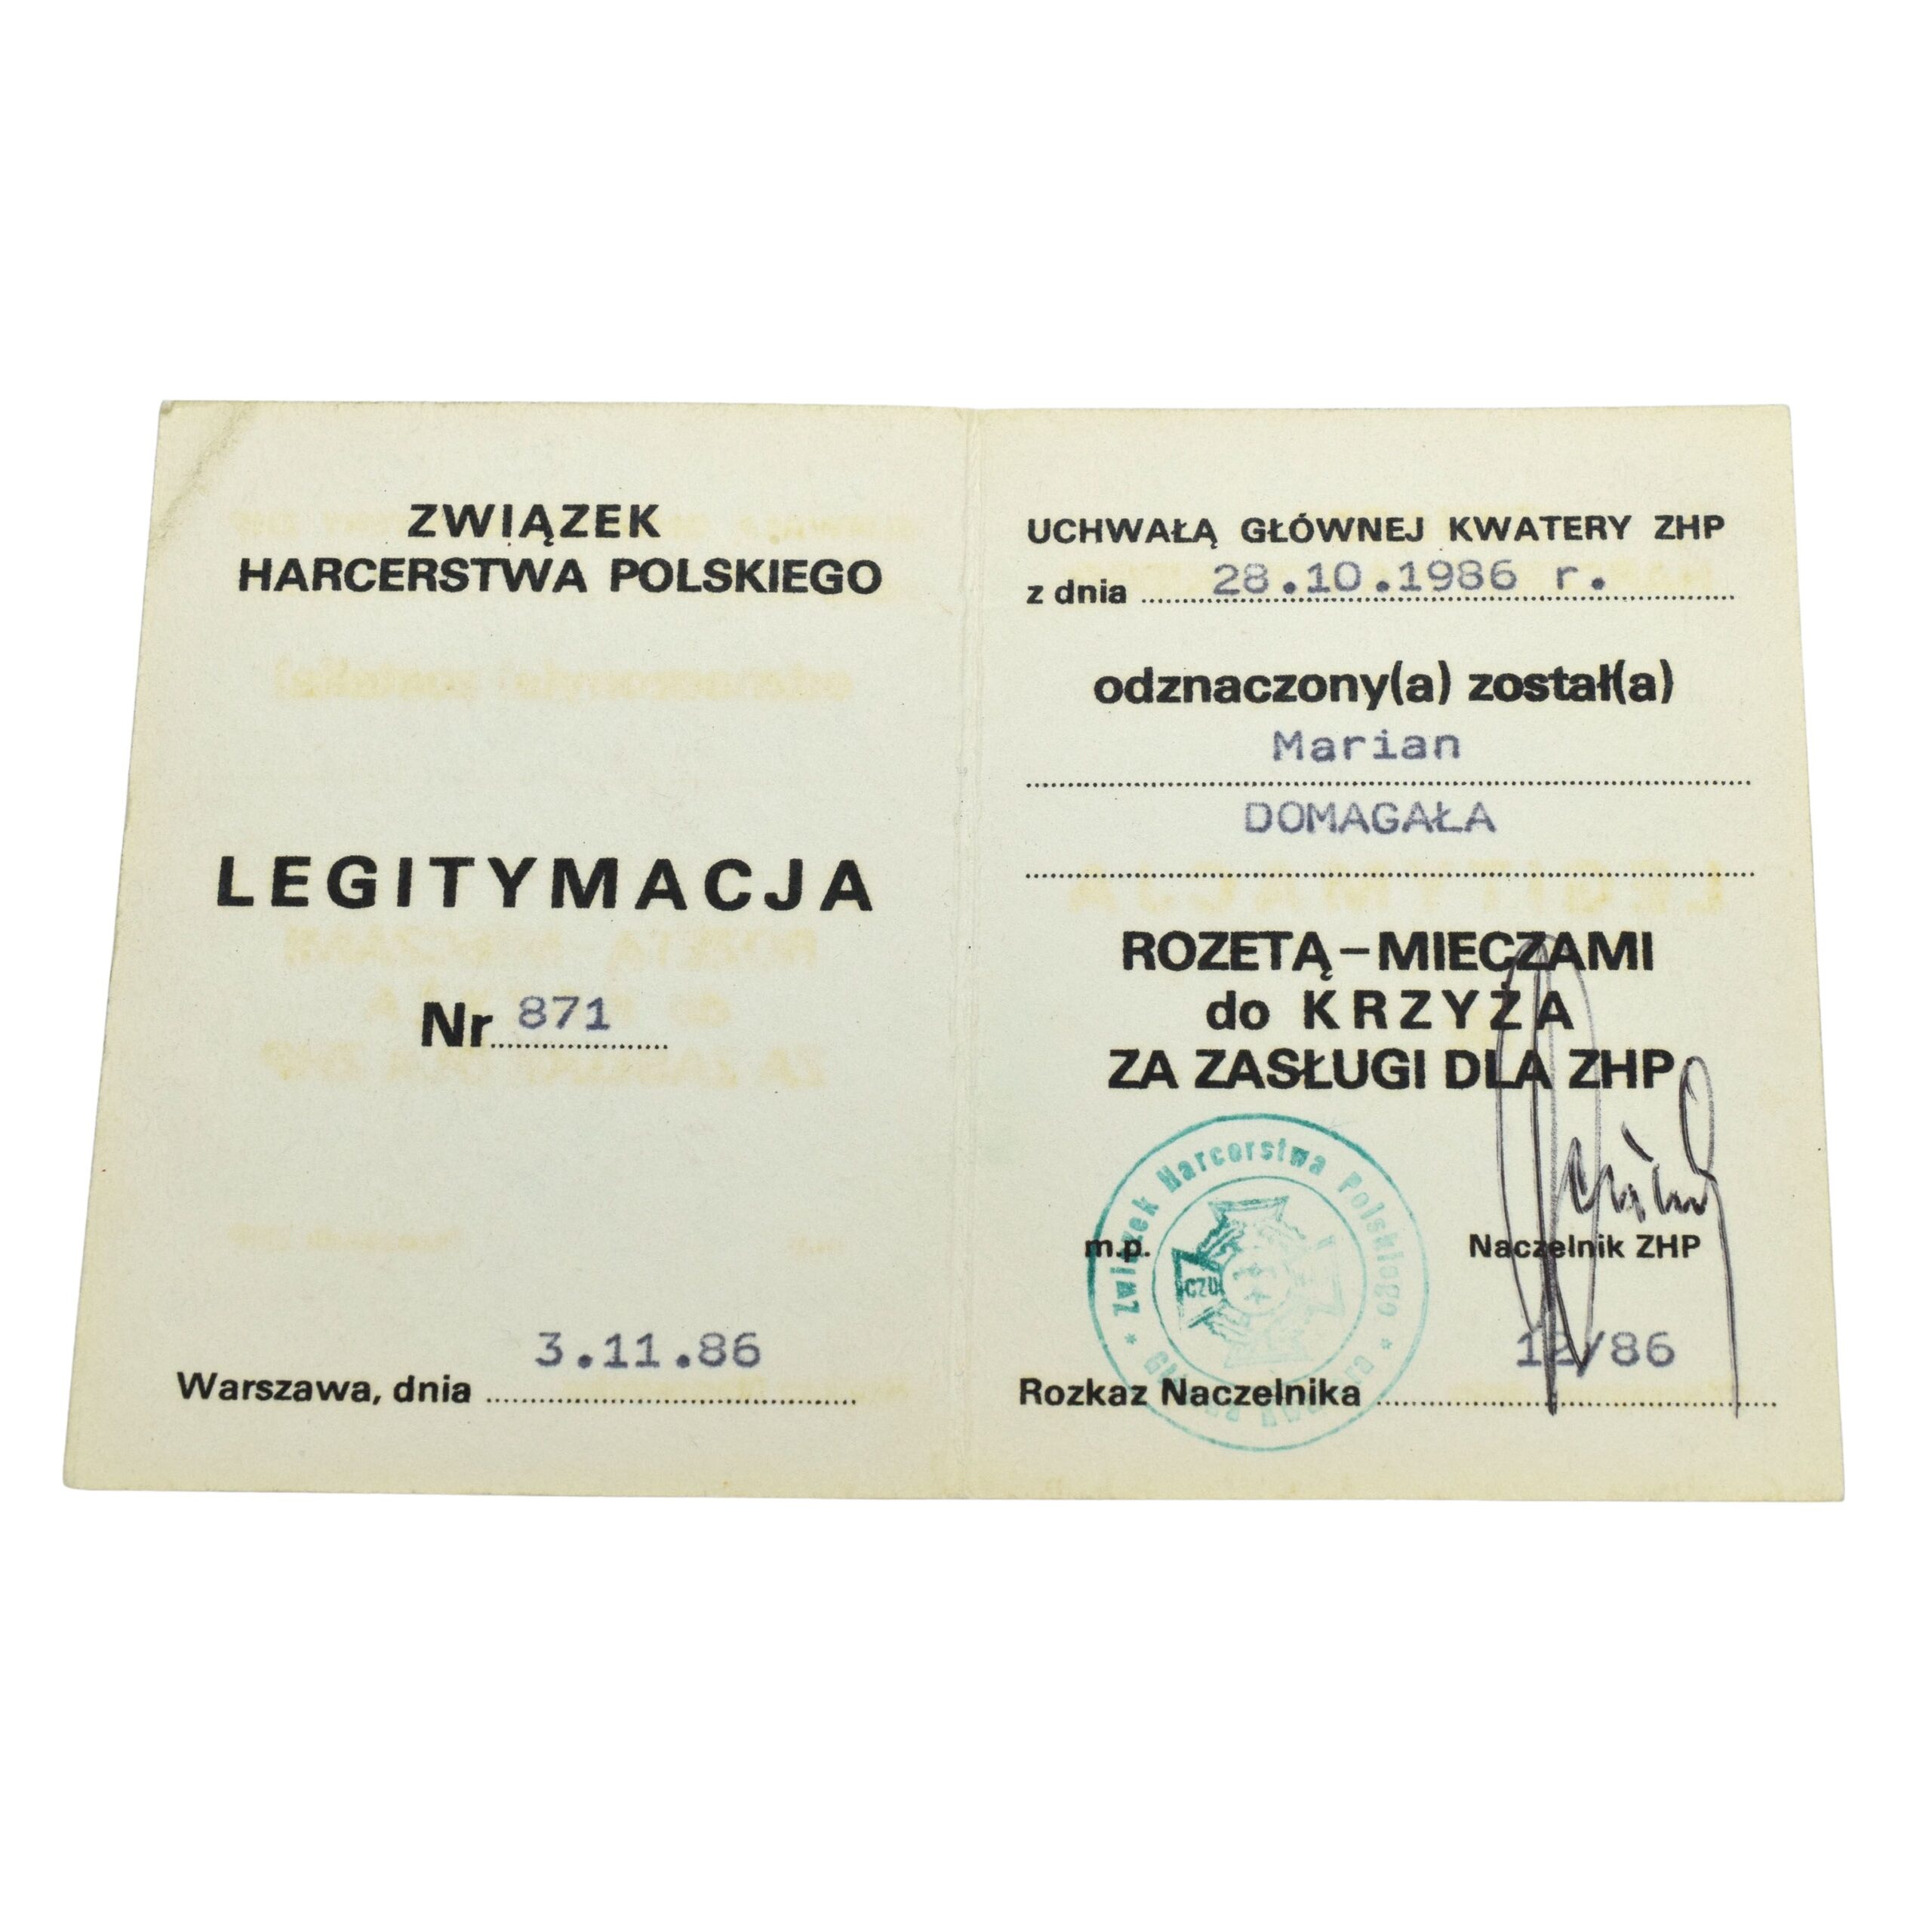 ZWIĄZEK
HARCERSTWA POLSKIEGO
LEGITYMACJA
Nr 871
3.11.86
Warszawa, dnia
UCHWAŁĄ GŁÓWNEJ KWATERY ZHP
z dnia 28.10.1986 r.
odznaczony(a) został(a)
Marian
DOMAGAŁA
ROZETĄ–MIECZAMI
do KRZYŻA
ZA ZASŁUGI DLA ZHP
Związek Harcerstwa Polskiego
CZU
m.p.
Naczelnik ZHP
12/86
Rozkaz Naczelnika